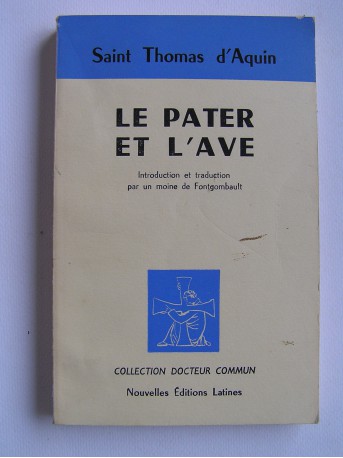 Saint Thomas d'Aquin
LE PATER
ET L'AVE
Introduction et traduction
par un moine de Fontgombault
COLLECTION DOCTEUR COMMUN
Nouvelles Éditions Latines